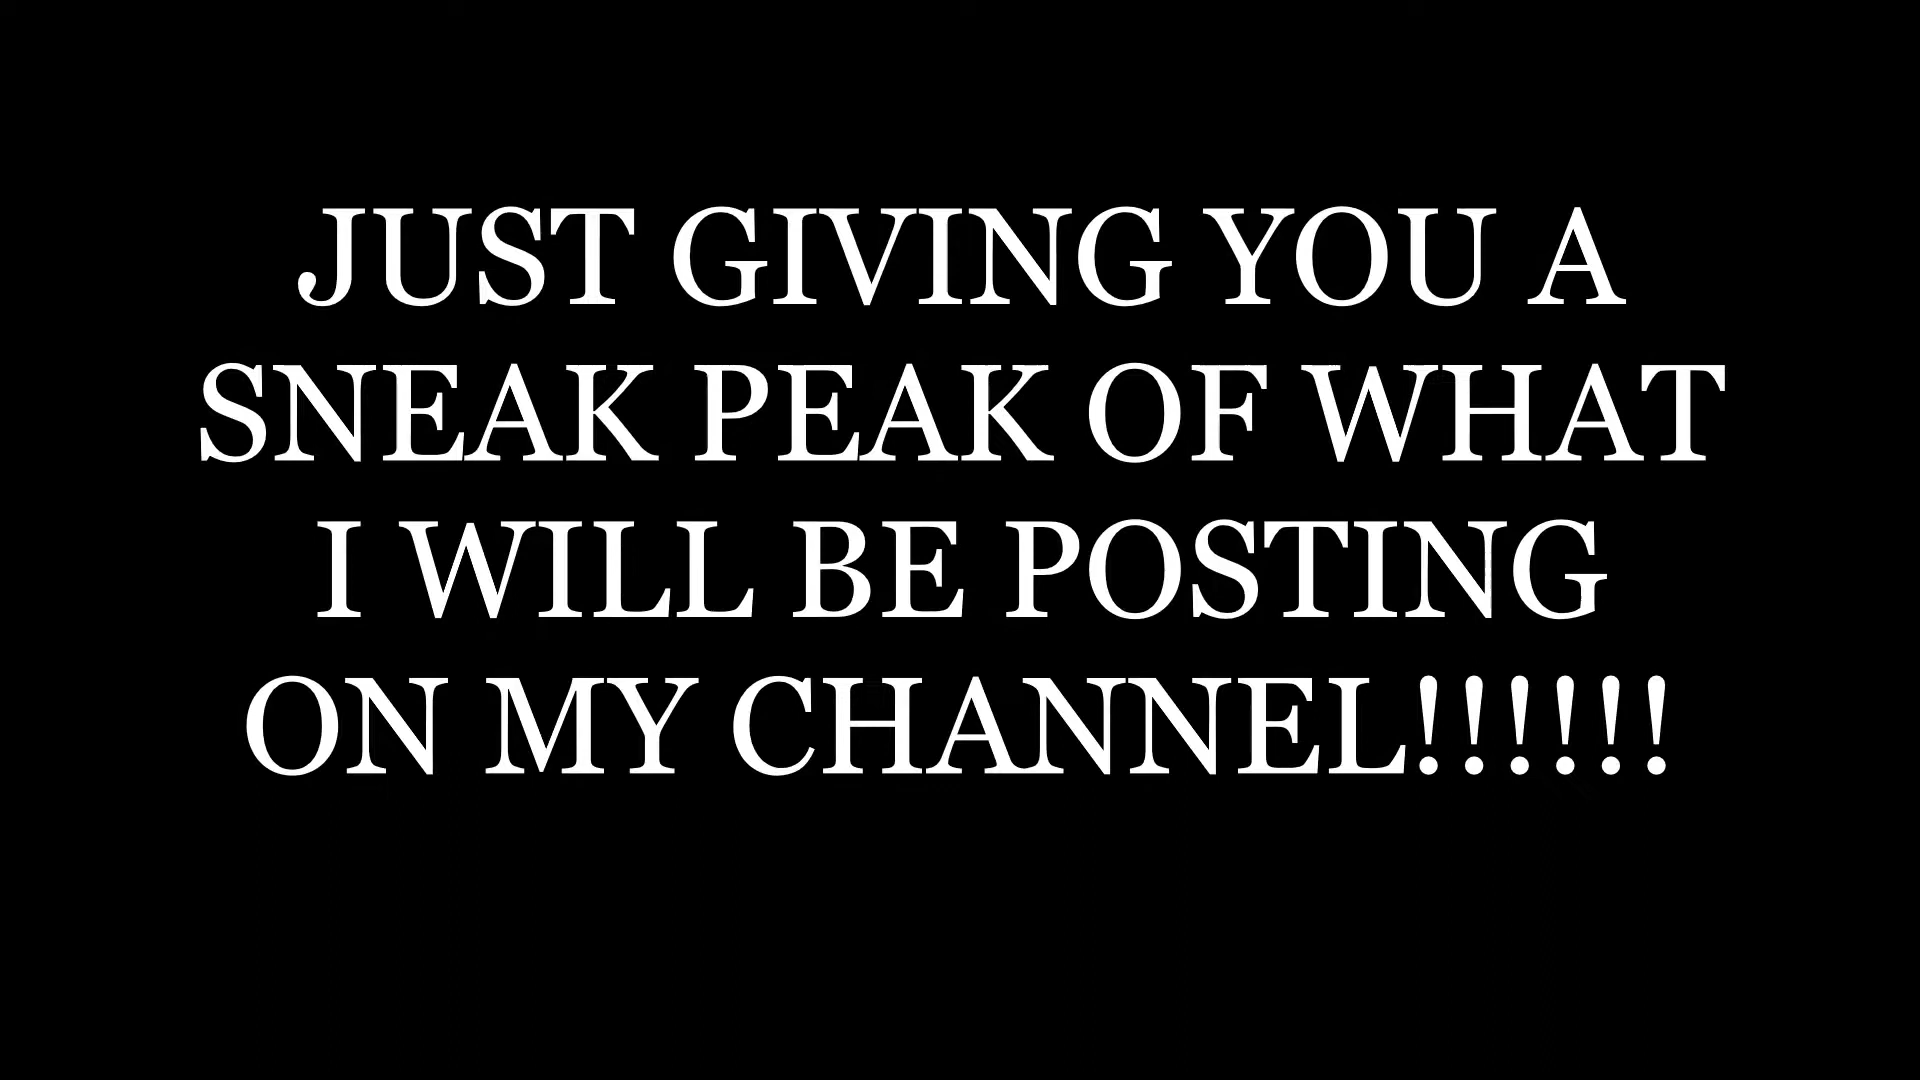 JUST GIVING YOU A
SNEAK PEAK OF WHAT
I WILL BE POSTING
ON MY CHANNEL!!!!!!